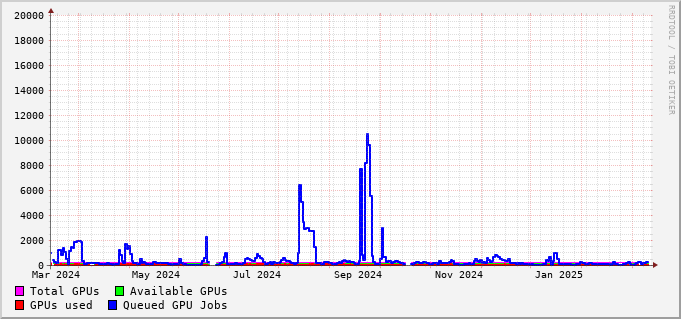 RRDTOOL / TOBI OETIKER
20000
18000
16000
14000
12000
10000
8000
6000
4000
2000
0
Mar 2024 May 2024 Jul 2024 Sep 2024 Nov 2024 Jan 2025
Total GPUs Available GPUs
GPUs used Queued GPU Jobs